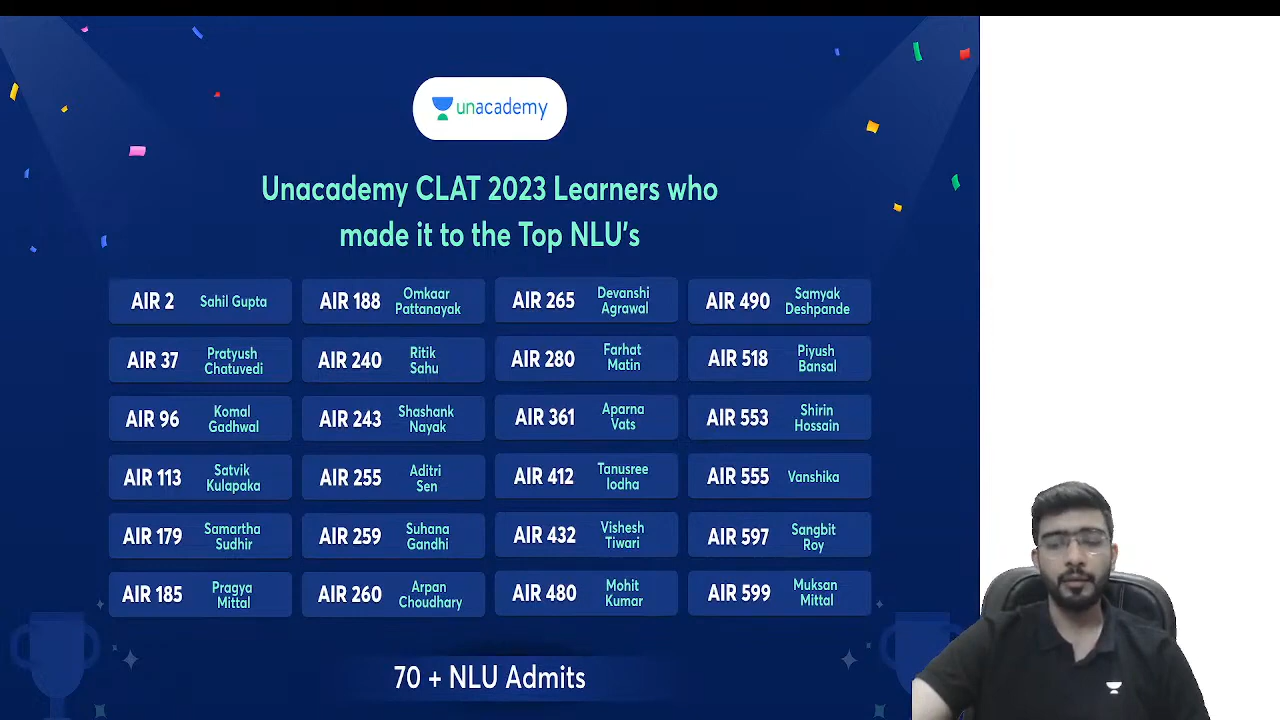 unacademy
Unacademy CLAT 2023 Learners who
made it to the Top NLU's
AIR 2 Sahil Gupta
AIR 188 Omkaar
Pattanayak
AIR 265 Devanshi
Agrawal
AIR 490 Samyak
Deshpande
AIR 37 Pratyush
Chatuvedi
AIR 240 Ritik
Sahu
AIR 280 Farhat
Matin
AIR 518 Piyush
Bansal
AIR 96 Komal
Gadhwal
AIR 243 Shashank
Nayak
AIR 361 Aparna
Vats
AIR 553 Shirin
Hossain
AIR 113 Satvik
Kulapaka
AIR 255 Aditri
Sen
AIR 412 Tanusree
Iodha
AIR 555 Vanshika
AIR 179 Samartha
Sudhir
AIR 259 Suhana
Gandhi
AIR 432 Vishesh
Tiwari
AIR 597 Sangbit
Roy
AIR 185 Pragya
Mittal
AIR 260 Arpan
Choudhary
AIR 480 Mohit
Kumar
AIR 599 Muksan
Mittal
70 + NLU Admits